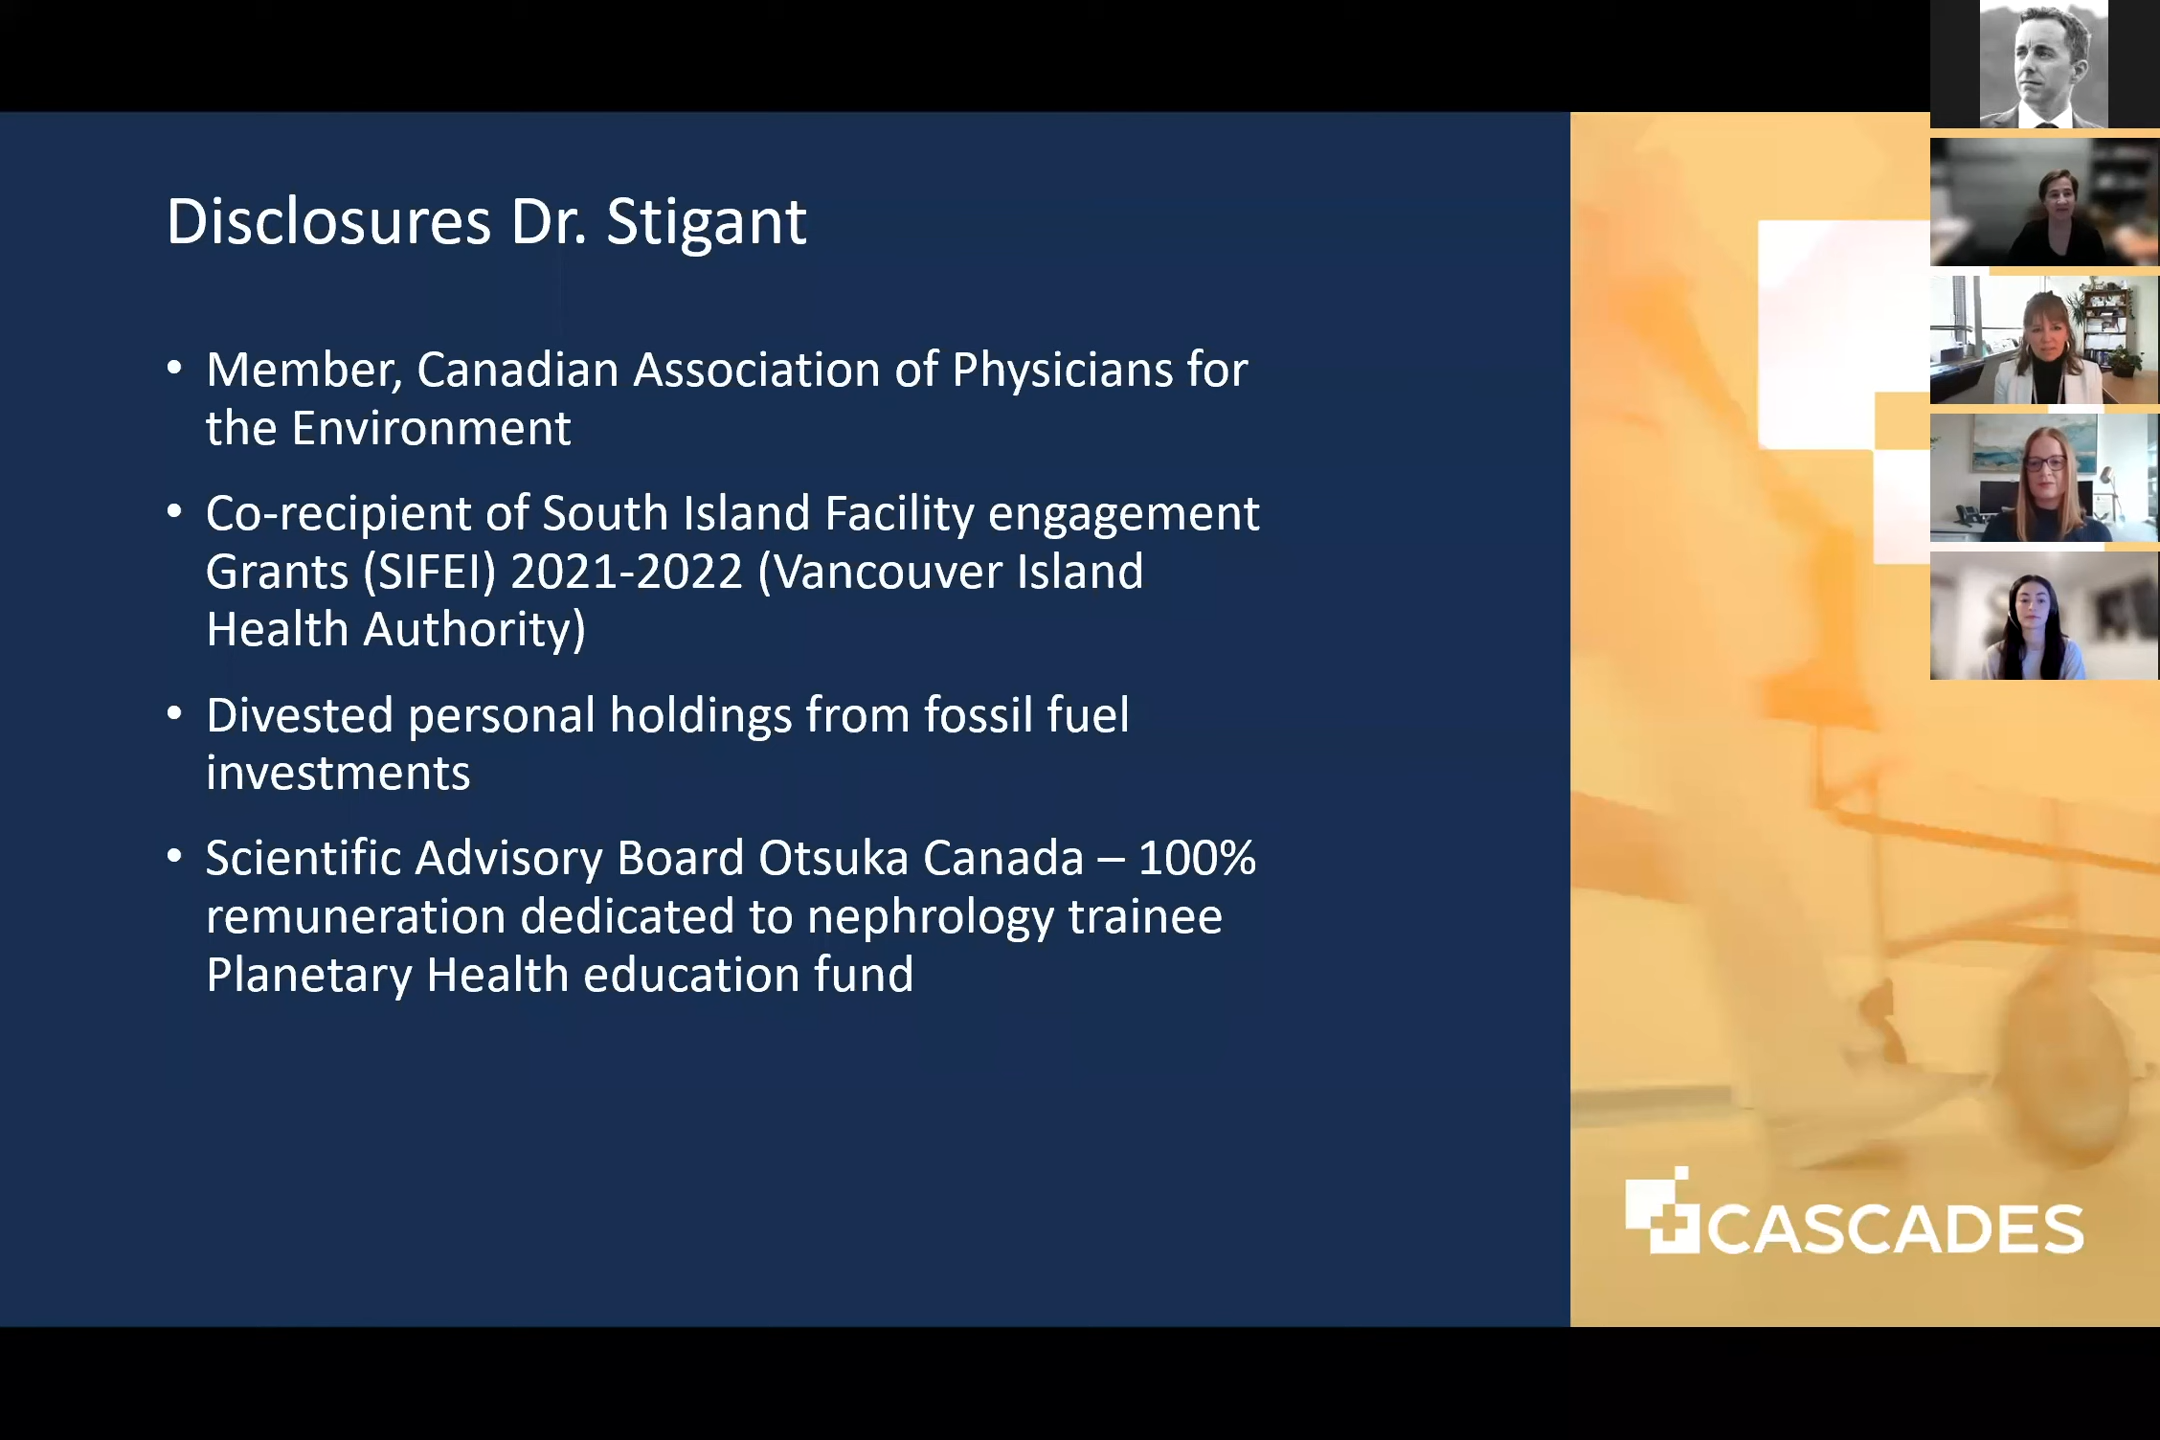 Disclosures Dr. Stigant
• Member, Canadian Association of Physicians for
the Environment
• Co-recipient of South Island Facility engagement
Grants (SIFEI) 2021-2022 (Vancouver Island
Health Authority)
• Divested personal holdings from fossil fuel
investments
• Scientific Advisory Board Otsuka Canada – 100%
remuneration dedicated to nephrology trainee
Planetary Health education fund
CASCADES